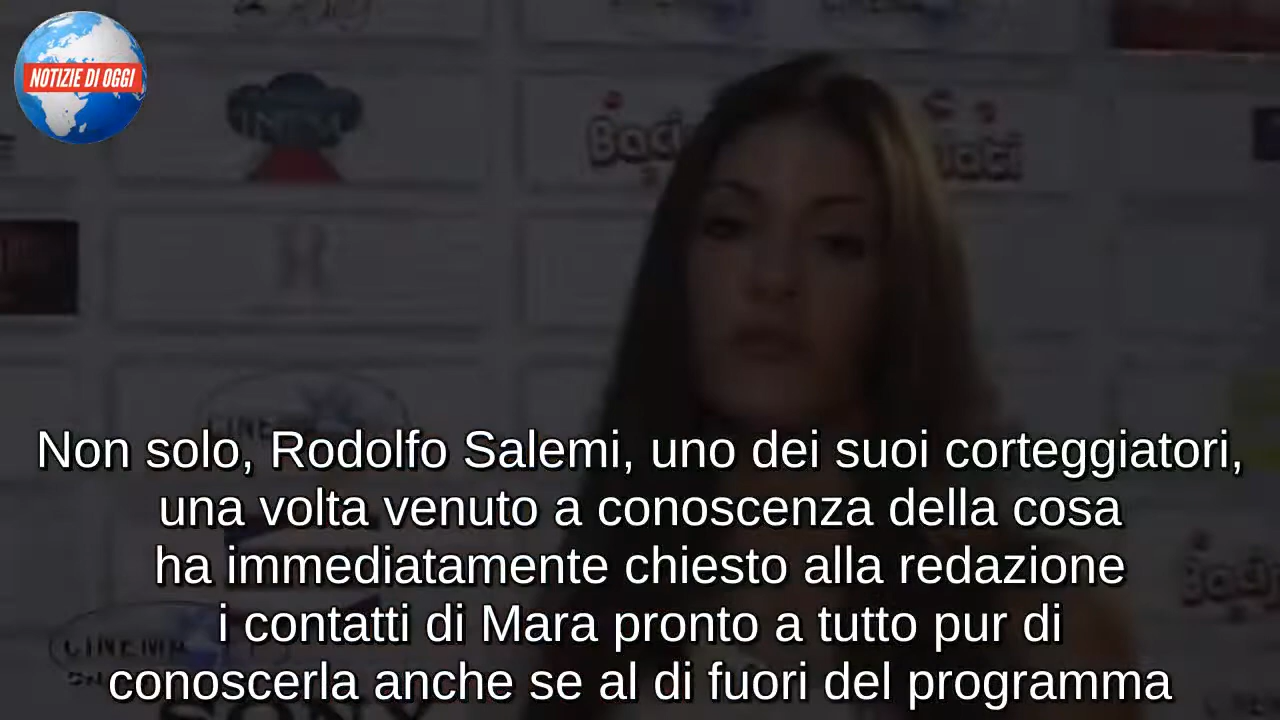 NOTIZIE DI OGGI
Non solo, Rodolfo Salemi, uno dei suoi corteggiatori,
una volta venuto a conoscenza della cosa
ha immediatamente chiesto alla redazione
i contatti di Mara pronto a tutto pur di
conoscerla anche se al di fuori del programma